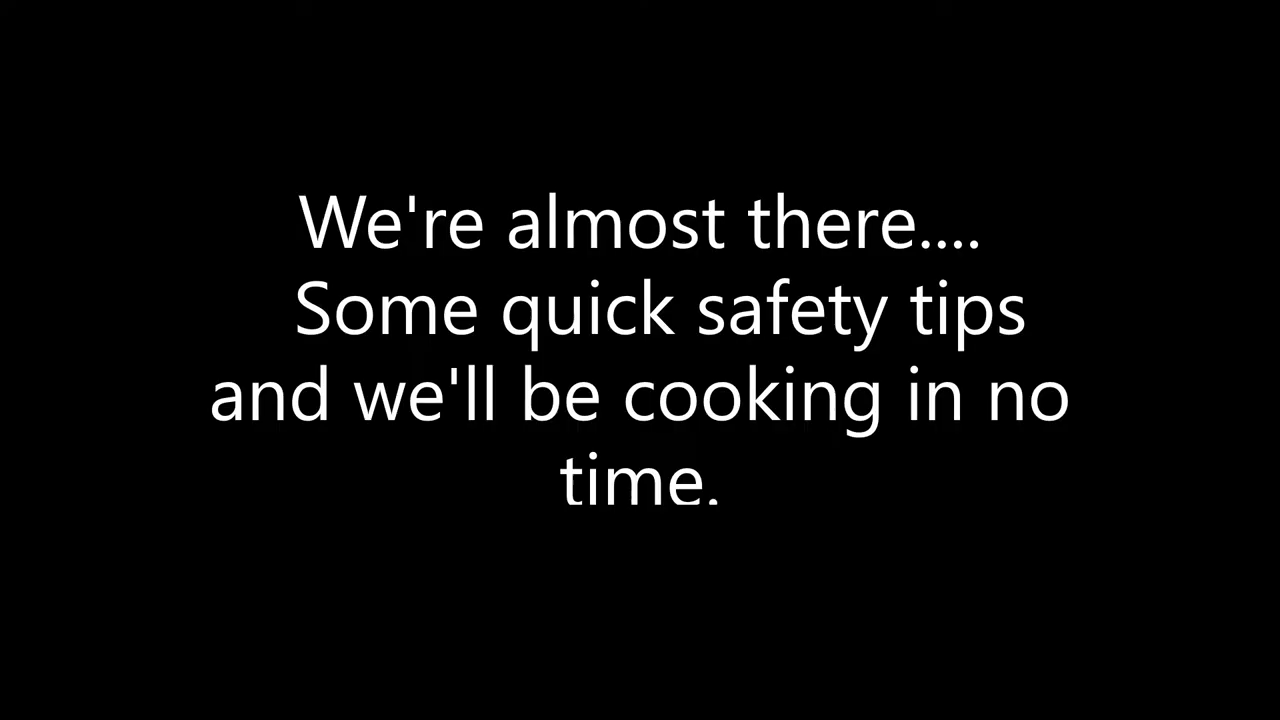 We're almost there....
Some quick safety tips
and we'll be cooking in no
time.